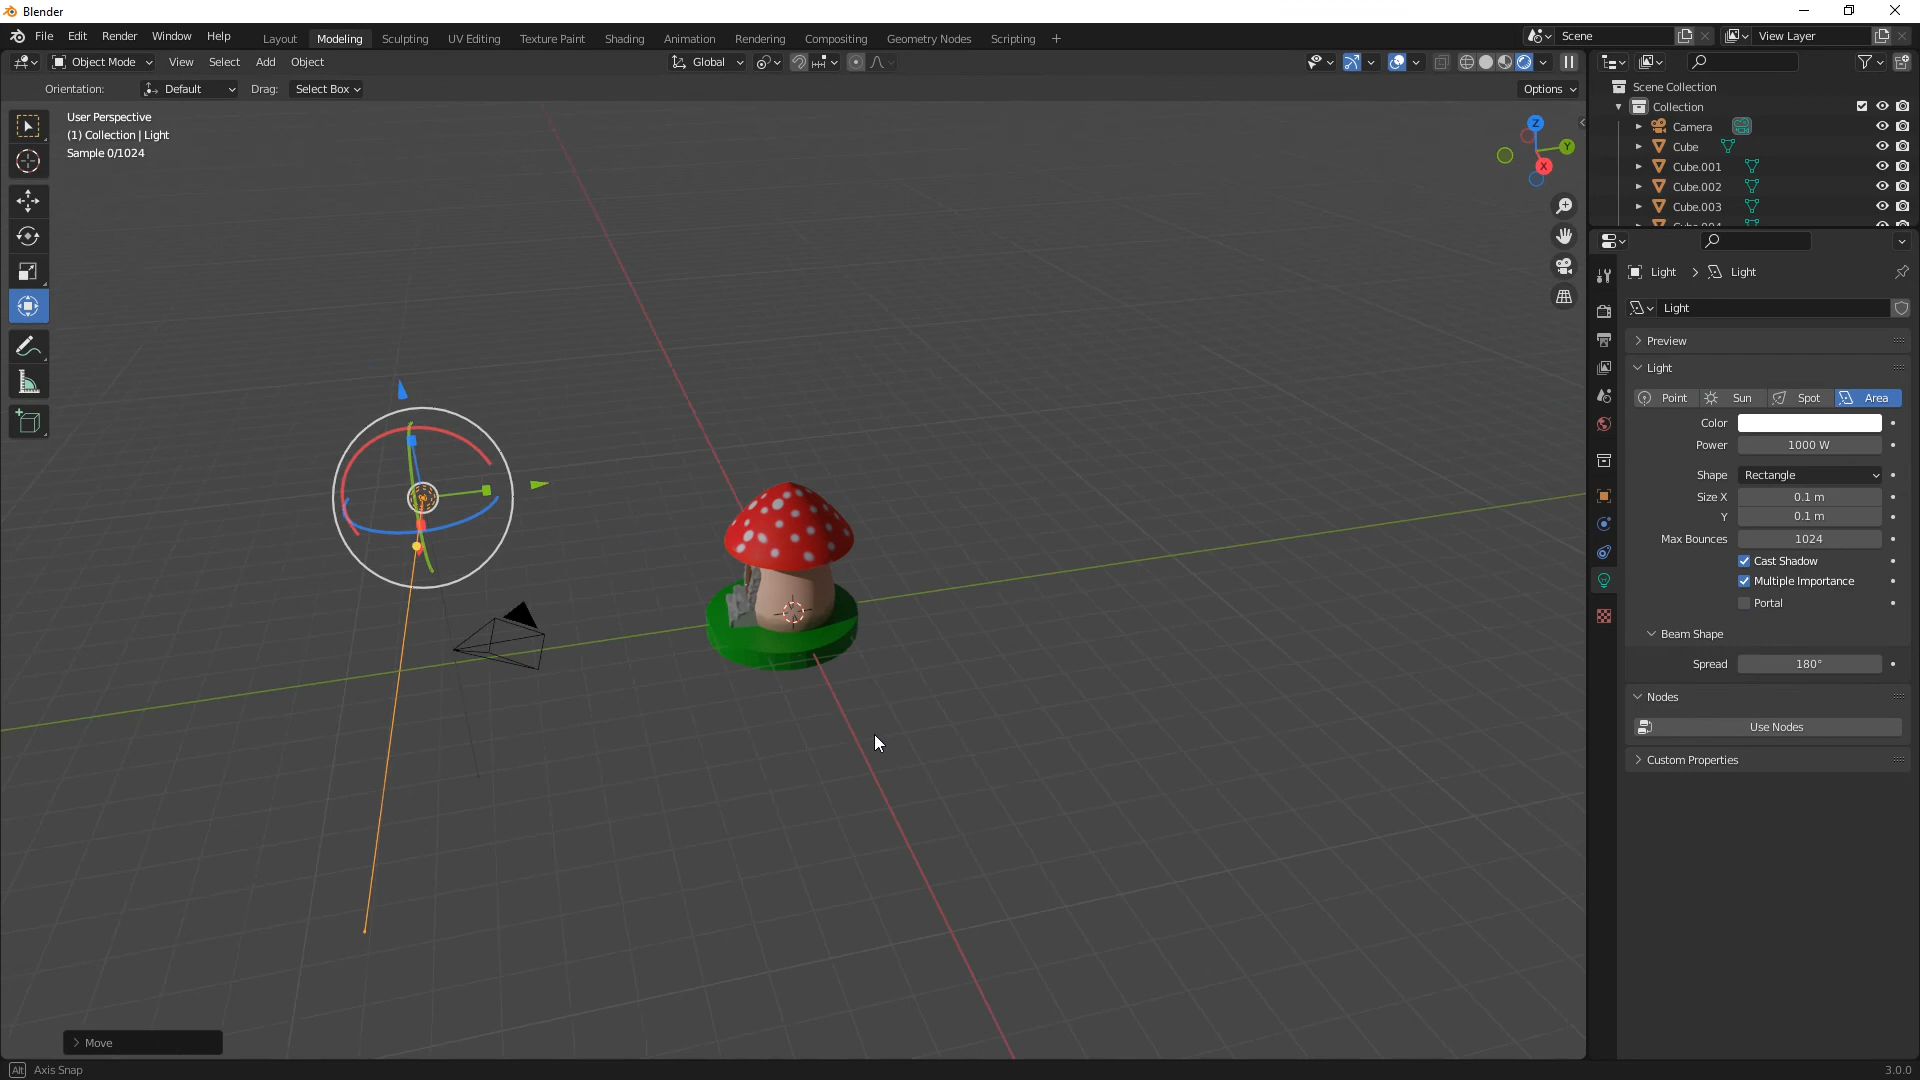 Blender
File Edit Render Window Help
Layout Modeling Sculpting UV Editing Texture Paint Shading Animation Rendering Compositing Geometry Nodes Scripting +
Scene
View Layer
Object Mode View Select Add Object
Global
Orientation: Default Drag: Select Box
Options
User Perspective
(1) Collection | Light
Sample 0/1024
Z
Y
X
Scene Collection
Collection
Camera
Cube
Cube.001
Cube.002
Cube.003
Light > Light
Light
Preview
Light
Point Sun Spot Area
Color
Power 1000 W
Shape Rectangle
Size X 0.1 m
Y 0.1 m
Max Bounces 1024
Cast Shadow
Multiple Importance
Portal
Beam Shape
Spread 180°
Nodes
Use Nodes
Custom Properties
Move
Alt Axis Snap
3.0.0